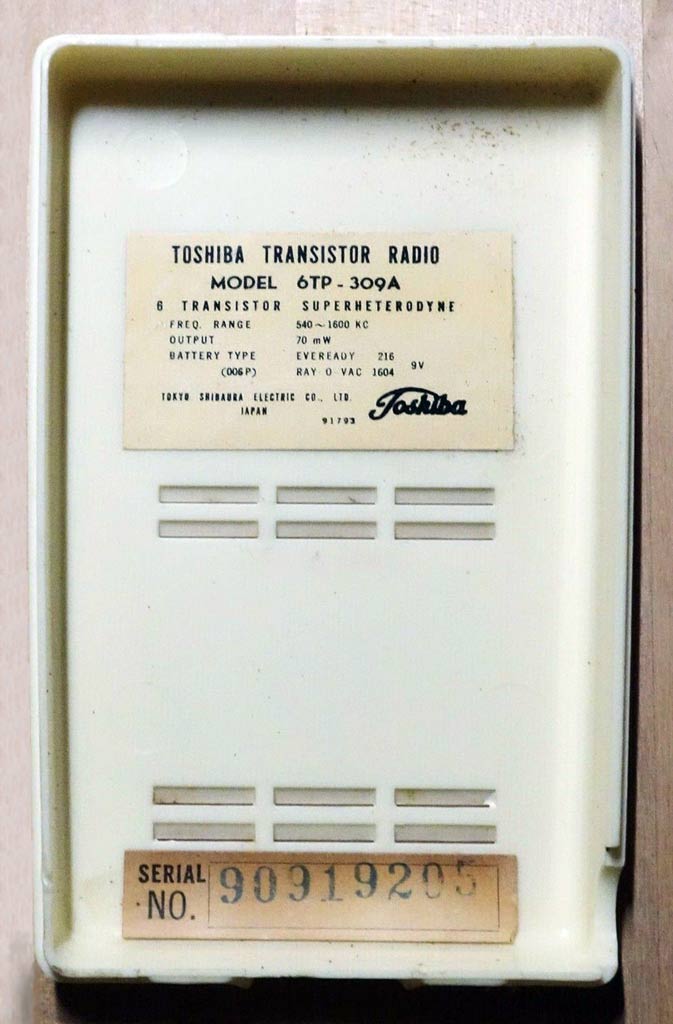 TOSHIBA TRANSISTOR RADIO
MODEL 6TP-309A
6 TRANSISTOR SUPERHETERODYNE
FREQ. RANGE 540~1600 KC
OUTPUT 70 mW
BATTERY TYPE EVEREADY 216
(006P) RAY O VAC 1604 9V
TOKYO SHIBAURA ELECTRIC CO., LTD.
JAPAN
91793
Toshiba
SERIAL NO. 90919205